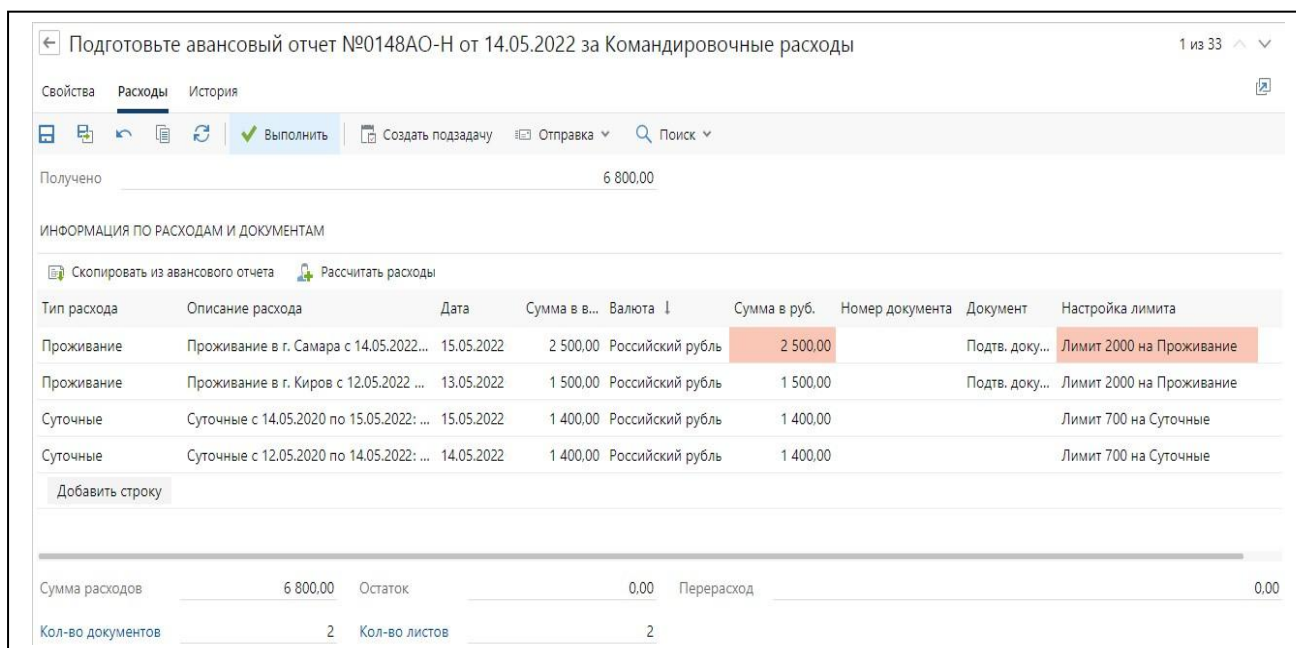 Подготовьте авансовый отчет №0148АО-Н от 14.05.2022 за Командировочные расходы 1 из 33
Свойства Расходы История
Выполнить Создать подзадачу Отправка Поиск
Получено 6 800,00
ИНФОРМАЦИЯ ПО РАСХОДАМ И ДОКУМЕНТАМ
Скопировать из авансового отчета Рассчитать расходы
Тип расхода Описание расхода Дата Сумма в в... Валюта ↓ Сумма в руб. Номер документа Документ Настройка лимита
Проживание Проживание в г. Самара с 14.05.2022... 15.05.2022 2 500,00 Российский рубль 2 500,00 Подтв. доку... Лимит 2000 на Проживание
Проживание Проживание в г. Киров с 12.05.2022 ... 13.05.2022 1 500,00 Российский рубль 1 500,00 Подтв. доку... Лимит 2000 на Проживание
Суточные Суточные с 14.05.2020 по 15.05.2022: ... 15.05.2022 1 400,00 Российский рубль 1 400,00 Лимит 700 на Суточные
Суточные Суточные с 12.05.2020 по 14.05.2022: ... 14.05.2022 1 400,00 Российский рубль 1 400,00 Лимит 700 на Суточные
Добавить строку
Сумма расходов 6 800,00 Остаток 0,00 Перерасход 0,00
Кол-во документов 2 Кол-во листов 2